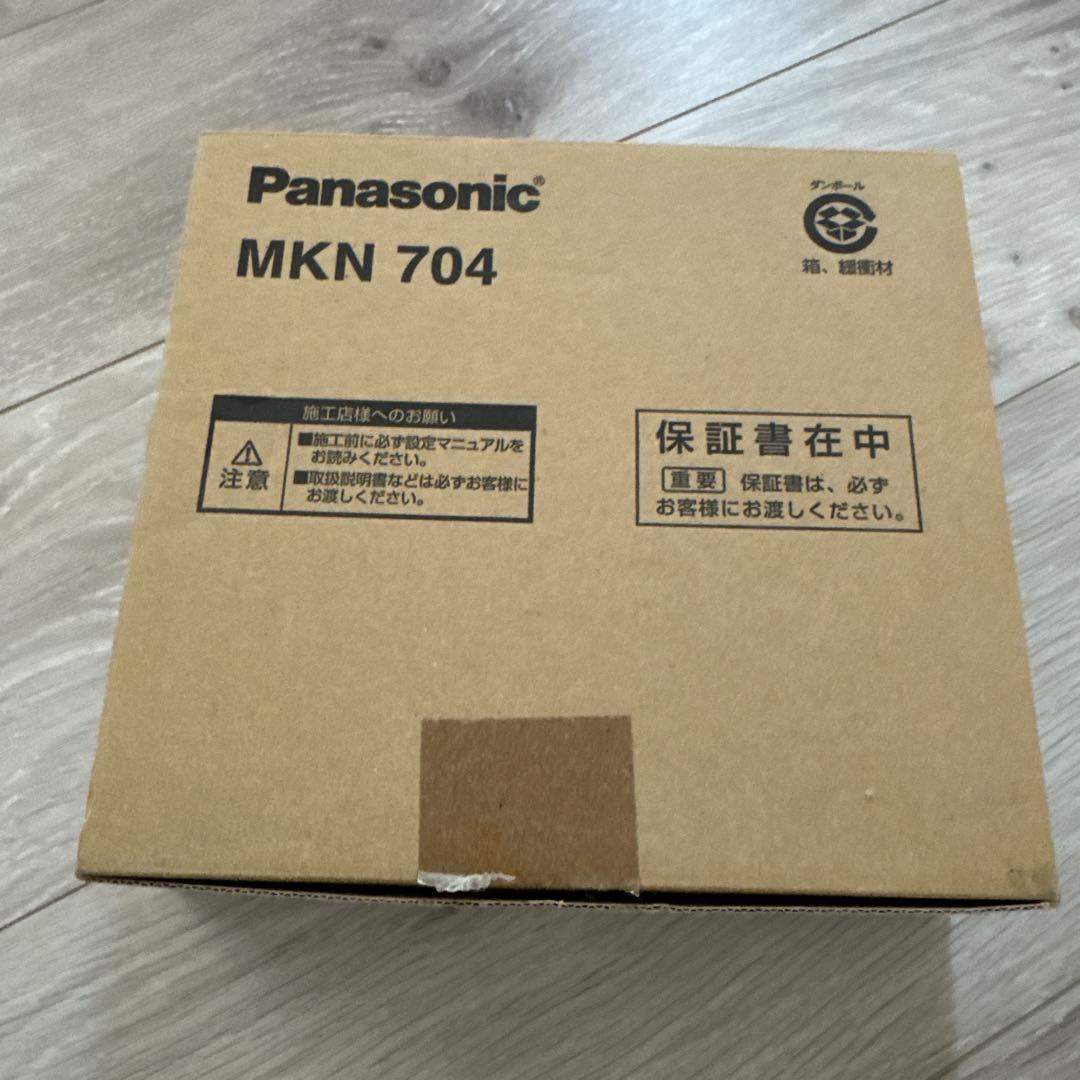 Panasonic®
MKN 704
ダンボール
箱、緩衝材
施工店様へのお願い
注意
■施工前に必ず設定マニュアルを
お読みください。
■取扱説明書などは必ずお客様に
お渡しください。
保証書在中
重要 保証書は、必ず
お客様にお渡しください。